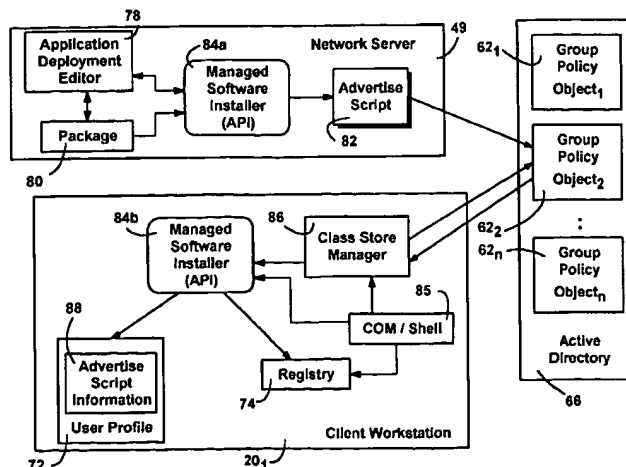 78
Application
Deployment
Editor
84a
Managed
Software
Installer
(API)
Network Server
49
Advertise
Script
82
Package
80
62₁
Group
Policy
Object₁
Group
Policy
Object₂
62₂
⋮
62ₙ
Group
Policy
Objectₙ
Active
Directory
66
84b
Managed
Software
Installer
(API)
86
Class Store
Manager
85
COM / Shell
88
Advertise
Script
Information
User Profile
72
Registry
74
Client Workstation
20₁